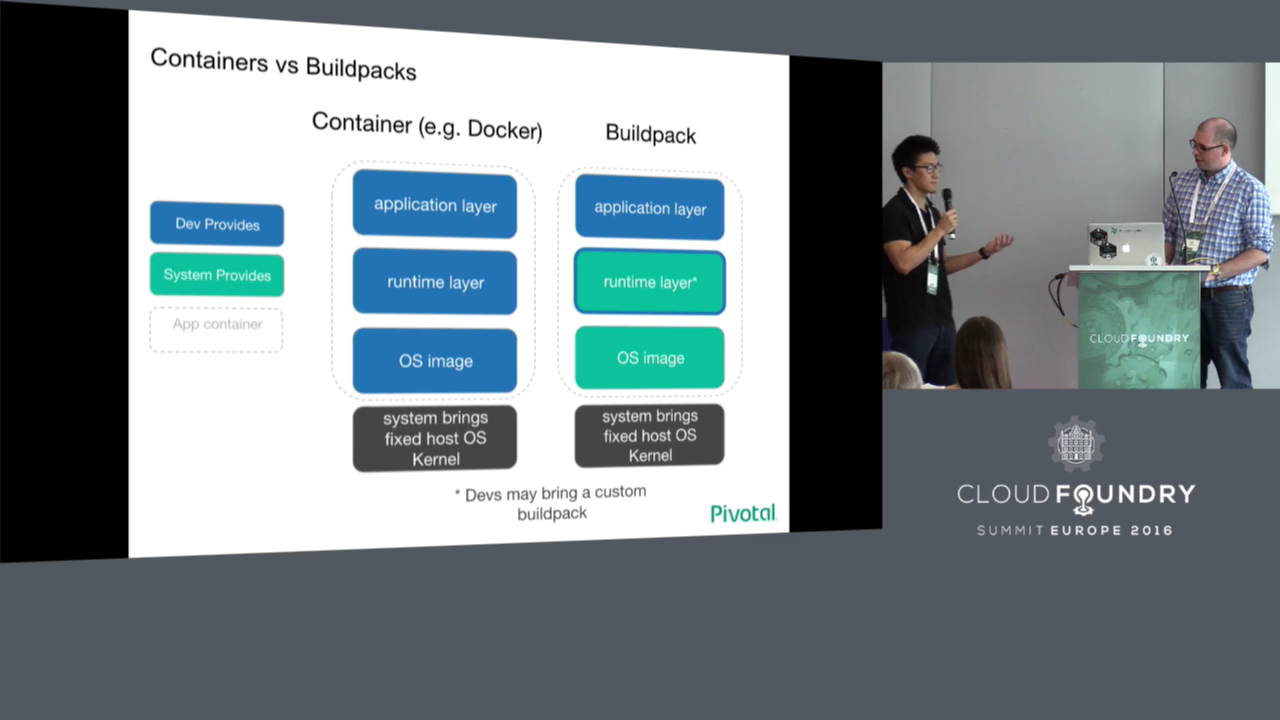 Containers vs Buildpacks
Container (e.g. Docker)
Buildpack
Dev Provides
System Provides
App container
application layer
runtime layer
OS image
system brings
fixed host OS
Kernel
application layer
runtime layer*
OS image
system brings
fixed host OS
Kernel
* Devs may bring a custom
buildpack
Pivotal
CLOUD FOUNDRY
CLOUD FOUNDRY
SUMMIT EUROPE 2016